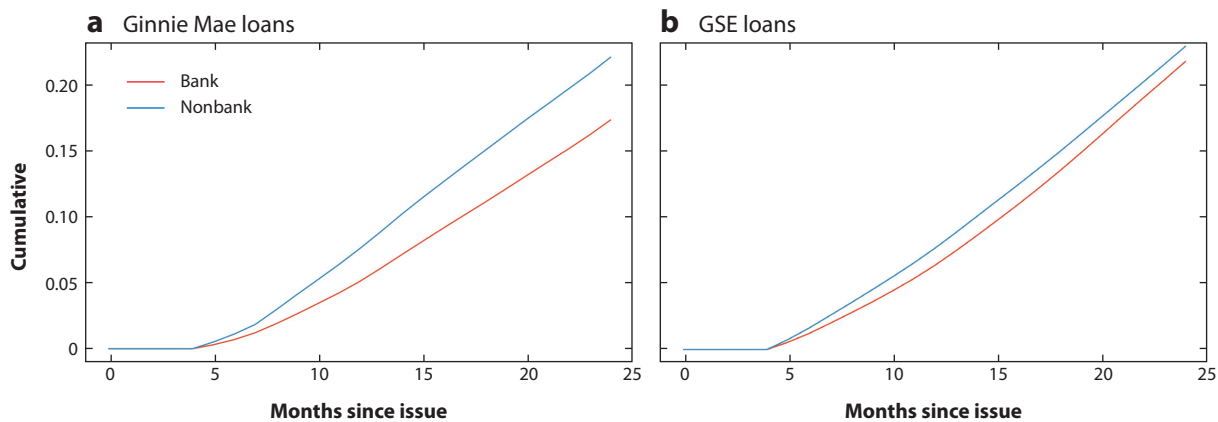 a Ginnie Mae loans
b GSE loans
Bank
Nonbank
Cumulative
0.20
0.15
0.10
0.05
0
0 5 10 15 20 25
0 5 10 15 20 25
Months since issue
Months since issue